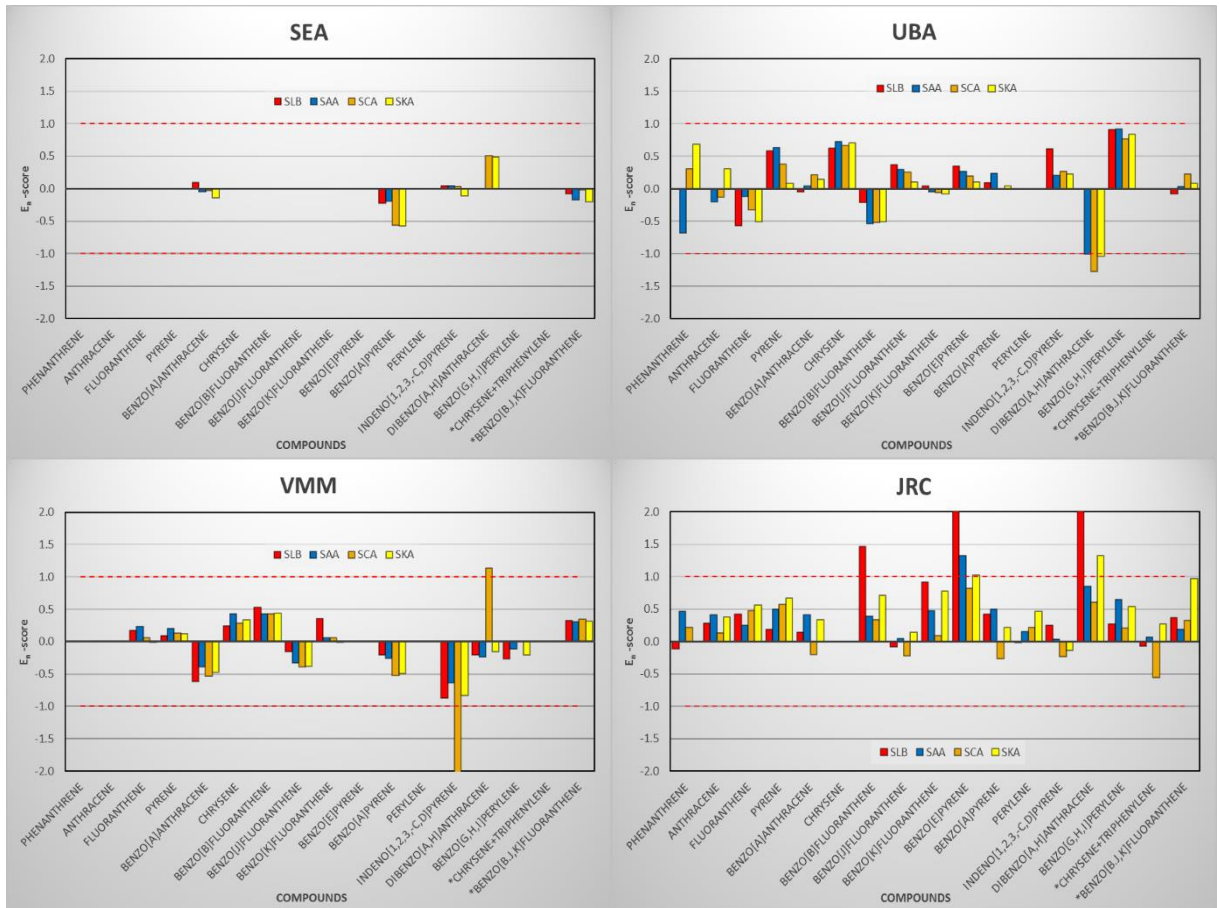 SEA
2.0
1.5
1.0
0.5
0.0
-0.5
-1.0
-1.5
-2.0
En -score
SLB SAA SCA SKA
PHENANTHRENE
ANTHRACENE
FLUORANTHENE
PYRENE
BENZO[A]ANTHRACENE
CHRYSENE
BENZO[B]FLUORANTHENE
BENZO[J]FLUORANTHENE
BENZO[K]FLUORANTHENE
BENZO[E]PYRENE
BENZO[A]PYRENE
PERYLENE
INDENO[1,2,3,-C,D]PYRENE
DIBENZO[A,H]ANTHRACENE
BENZO[G,H,I]PERYLENE
*CHRYSENE+TRIPHENYLENE
*BENZO[B,J,K]FLUORANTHENE
COMPOUNDS
UBA
2.0
1.5
1.0
0.5
0.0
-0.5
-1.0
-1.5
-2.0
En -score
SLB SAA SCA SKA
PHENANTHRENE
ANTHRACENE
FLUORANTHENE
PYRENE
BENZO[A]ANTHRACENE
CHRYSENE
BENZO[B]FLUORANTHENE
BENZO[J]FLUORANTHENE
BENZO[K]FLUORANTHENE
BENZO[E]PYRENE
BENZO[A]PYRENE
PERYLENE
INDENO[1,2,3,-C,D]PYRENE
DIBENZO[A,H]ANTHRACENE
BENZO[G,H,I]PERYLENE
*CHRYSENE+TRIPHENYLENE
*BENZO[B,J,K]FLUORANTHENE
COMPOUNDS
VMM
2.0
1.5
1.0
0.5
0.0
-0.5
-1.0
-1.5
-2.0
En -score
SLB SAA SCA SKA
PHENANTHRENE
ANTHRACENE
FLUORANTHENE
PYRENE
BENZO[A]ANTHRACENE
CHRYSENE
BENZO[B]FLUORANTHENE
BENZO[J]FLUORANTHENE
BENZO[K]FLUORANTHENE
BENZO[E]PYRENE
BENZO[A]PYRENE
PERYLENE
INDENO[1,2,3,-C,D]PYRENE
DIBENZO[A,H]ANTHRACENE
BENZO[G,H,I]PERYLENE
*CHRYSENE+TRIPHENYLENE
*BENZO[B,J,K]FLUORANTHENE
COMPOUNDS
JRC
2.0
1.5
1.0
0.5
0.0
-0.5
-1.0
-1.5
-2.0
En -score
SLB SAA SCA SKA
PHENANTHRENE
ANTHRACENE
FLUORANTHENE
PYRENE
BENZO[A]ANTHRACENE
CHRYSENE
BENZO[B]FLUORANTHENE
BENZO[J]FLUORANTHENE
BENZO[K]FLUORANTHENE
BENZO[E]PYRENE
BENZO[A]PYRENE
PERYLENE
INDENO[1,2,3,-C,D]PYRENE
DIBENZO[A,H]ANTHRACENE
BENZO[G,H,I]PERYLENE
*CHRYSENE+TRIPHENYLENE
*BENZO[B,J,K]FLUORANTHENE
COMPOUNDS